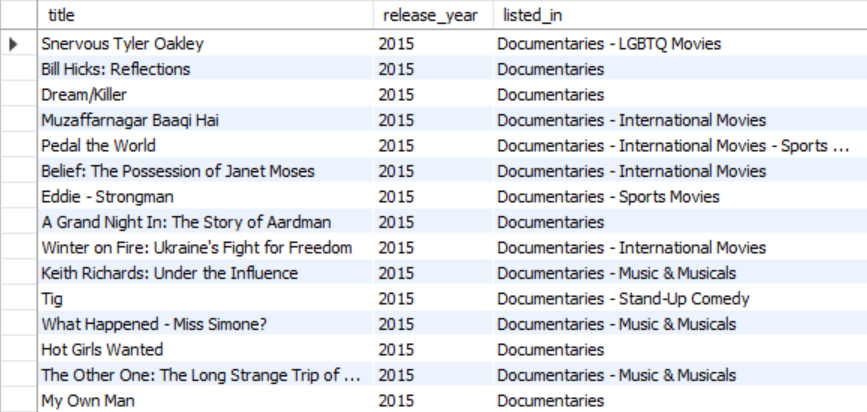 title release_year listed_in
Snervous Tyler Oakley 2015 Documentaries - LGBTQ Movies
Bill Hicks: Reflections 2015 Documentaries
Dream/Killer 2015 Documentaries
Muzaffarnagar Baaqi Hai 2015 Documentaries - International Movies
Pedal the World 2015 Documentaries - International Movies - Sports ...
Belief: The Possession of Janet Moses 2015 Documentaries - International Movies
Eddie - Strongman 2015 Documentaries - Sports Movies
A Grand Night In: The Story of Aardman 2015 Documentaries
Winter on Fire: Ukraine's Fight for Freedom 2015 Documentaries - International Movies
Keith Richards: Under the Influence 2015 Documentaries - Music & Musicals
Tig 2015 Documentaries - Stand-Up Comedy
What Happened - Miss Simone? 2015 Documentaries - Music & Musicals
Hot Girls Wanted 2015 Documentaries
The Other One: The Long Strange Trip of ... 2015 Documentaries - Music & Musicals
My Own Man 2015 Documentaries